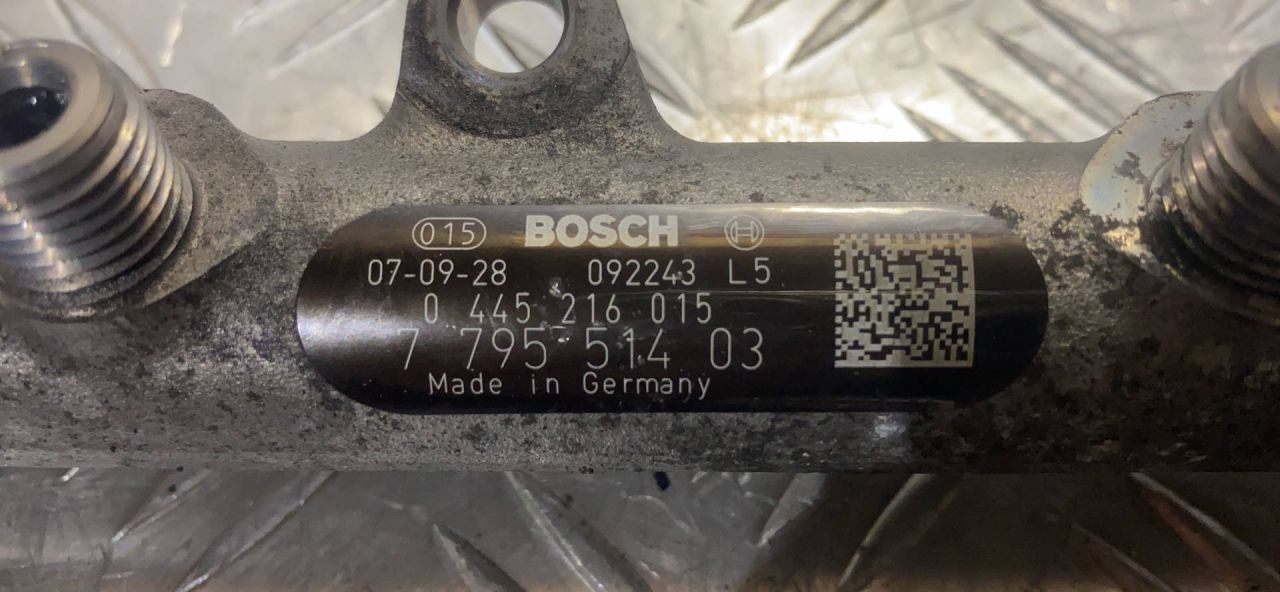 015 BOSCH
07-09-28 092243 L5
0 445 216 015
7 795 514 03
Made in Germany